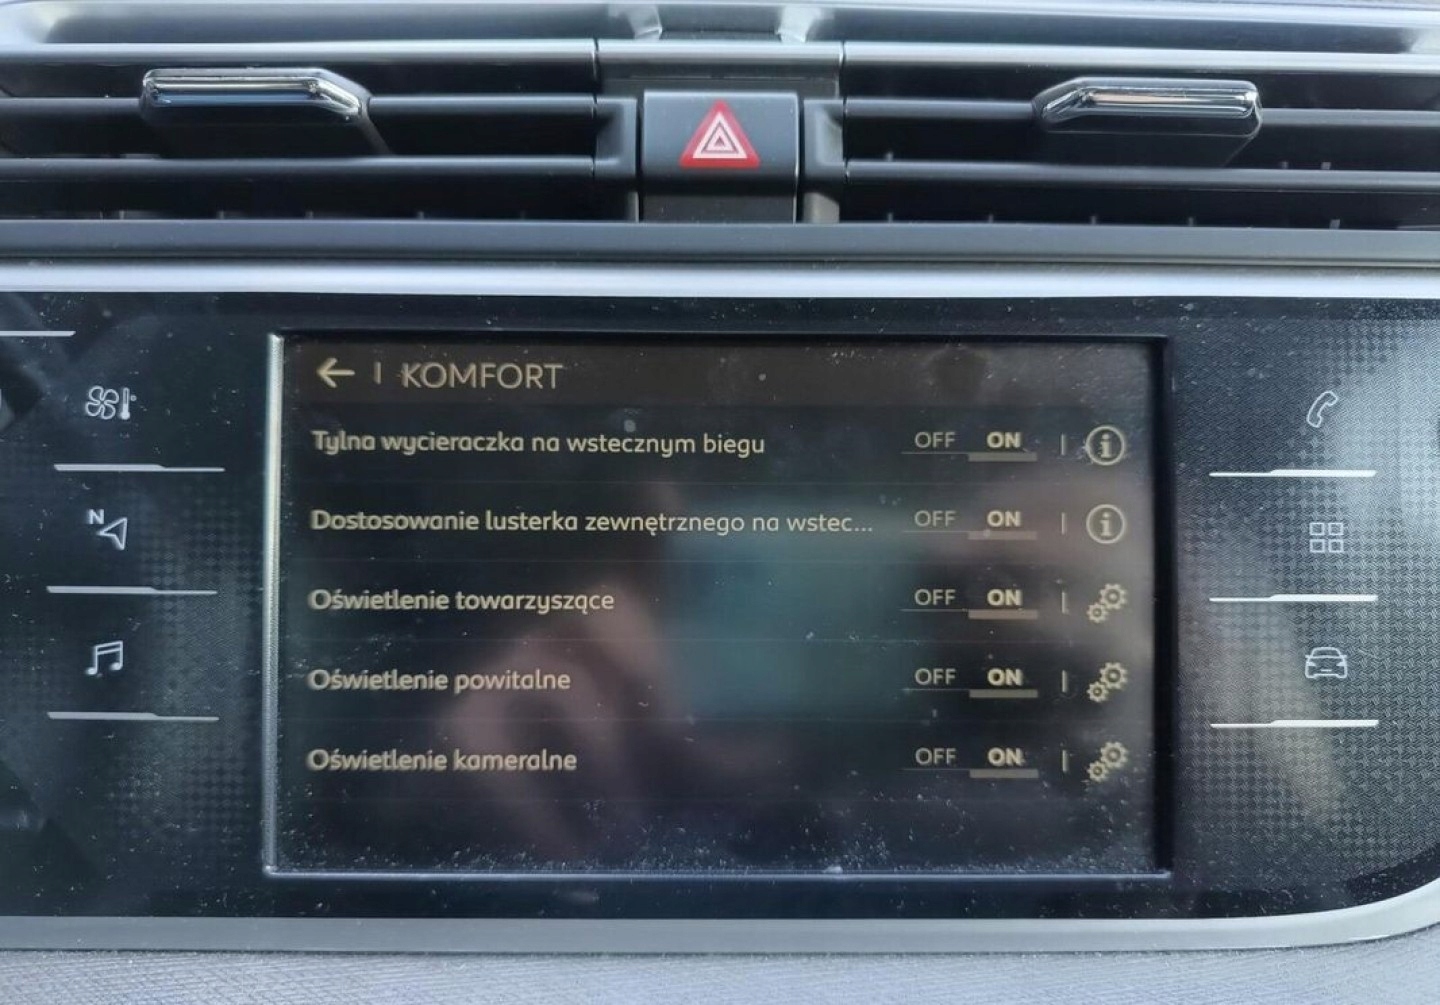 ← | KOMFORT
Tylna wycieraczka na wstecznym biegu OFF ON | i
Dostosowanie lusterka zewnętrznego na wstec... OFF ON | i
Oświetlenie towarzyszące OFF ON |
Oświetlenie powitalne OFF ON |
Oświetlenie kameralne OFF ON |
N